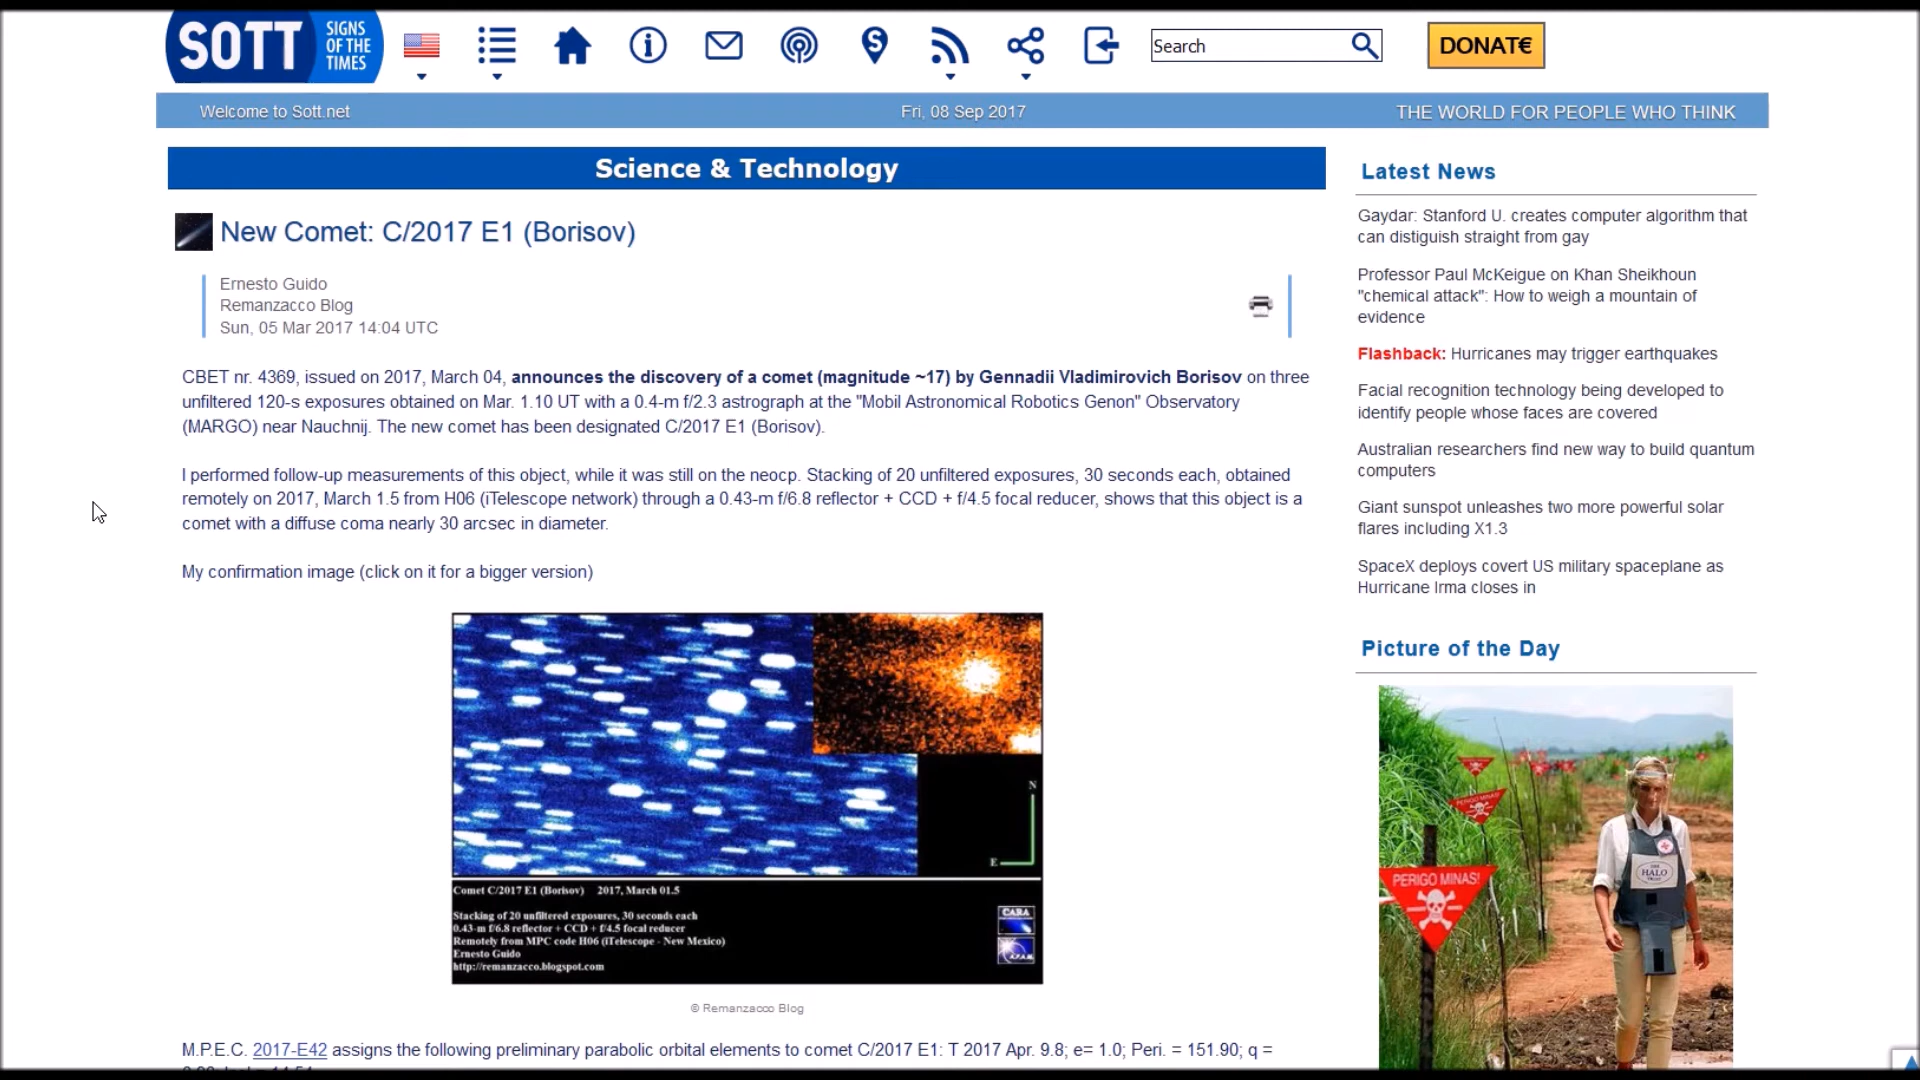 SOTT SIGNS
OF THE
TIMES
Search
DONAT€
Welcome to Sott.net
Fri, 08 Sep 2017
THE WORLD FOR PEOPLE WHO THINK
Science & Technology
New Comet: C/2017 E1 (Borisov)
Ernesto Guido
Remanzacco Blog
Sun, 05 Mar 2017 14:04 UTC
CBET nr. 4369, issued on 2017, March 04, announces the discovery of a comet (magnitude ~17) by Gennadii Vladimirovich Borisov on three
unfiltered 120-s exposures obtained on Mar. 1.10 UT with a 0.4-m f/2.3 astrograph at the "Mobil Astronomical Robotics Genon" Observatory
(MARGO) near Nauchnij. The new comet has been designated C/2017 E1 (Borisov).
I performed follow-up measurements of this object, while it was still on the neocp. Stacking of 20 unfiltered exposures, 30 seconds each, obtained
remotely on 2017, March 1.5 from H06 (iTelescope network) through a 0.43-m f/6.8 reflector + CCD + f/4.5 focal reducer, shows that this object is a
comet with a diffuse coma nearly 30 arcsec in diameter.
My confirmation image (click on it for a bigger version)
N
E
Comet C/2017 E1 (Borisov) 2017, March 01.5
Stacking of 20 unfiltered exposures, 30 seconds each
0.43-m f/6.8 reflector + CCD + f/4.5 focal reducer
Remotely from MPC code H06 (iTelescope - New Mexico)
Ernesto Guido
http://remanzacco.blogspot.com
CARA
© Remanzacco Blog
M.P.E.C. 2017-E42 assigns the following preliminary parabolic orbital elements to comet C/2017 E1: T 2017 Apr. 9.8; e= 1.0; Peri. = 151.90; q =
Latest News
Gaydar: Stanford U. creates computer algorithm that
can distiguish straight from gay
Professor Paul McKeigue on Khan Sheikhoun
"chemical attack": How to weigh a mountain of
evidence
Flashback: Hurricanes may trigger earthquakes
Facial recognition technology being developed to
identify people whose faces are covered
Australian researchers find new way to build quantum
computers
Giant sunspot unleashes two more powerful solar
flares including X1.3
SpaceX deploys covert US military spaceplane as
Hurricane Irma closes in
Picture of the Day
PERIGO MINAS!
PERIGO MINAS!
THE
HALO
TRUST